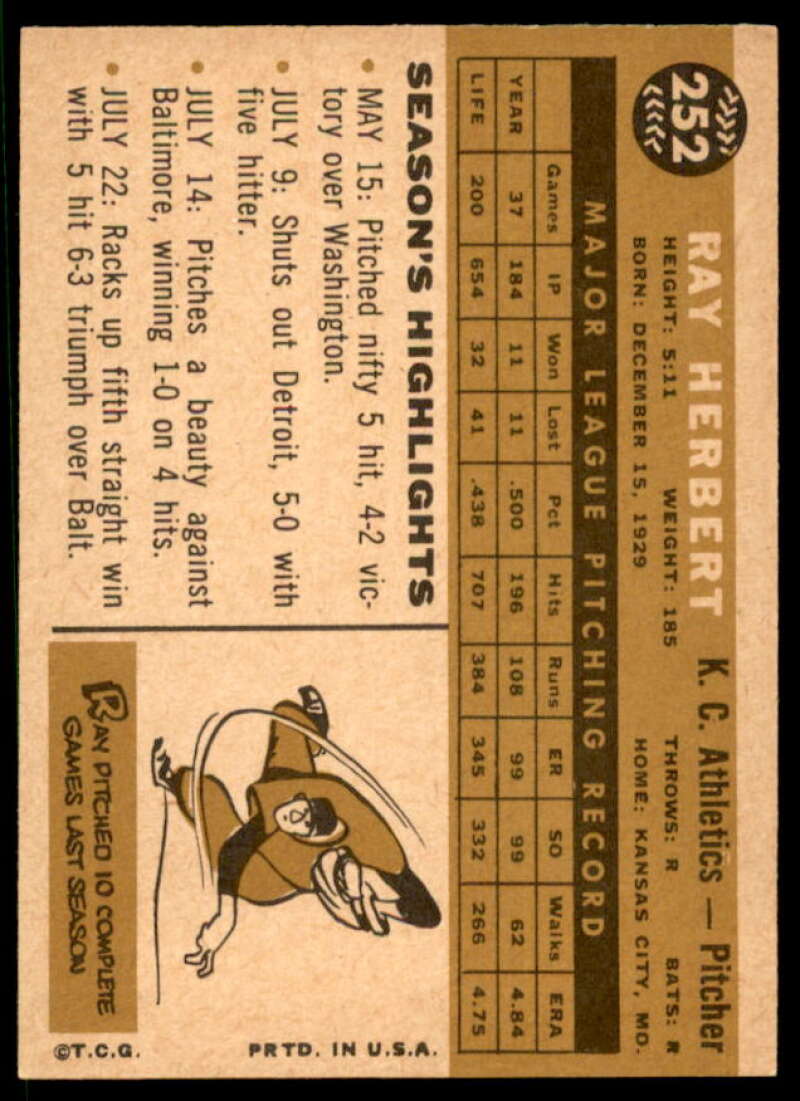 252
RAY HERBERT K. C. Athletics — Pitcher
HEIGHT: 5:11 WEIGHT: 185 THROWS: R BATS: R
BORN: DECEMBER 15, 1929 HOME: KANSAS CITY, MO.
MAJOR LEAGUE PITCHING RECORD
Games IP Won Lost Pct Hits Runs ER SO Walks ERA
YEAR 37 184 11 11 .500 196 108 99 99 62 4.84
LIFE 200 654 32 41 .438 707 384 345 332 266 4.75
SEASON'S HIGHLIGHTS
• MAY 15: Pitched nifty 5 hit, 4-2 vic-
tory over Washington.
• JULY 9: Shuts out Detroit, 5-0 with
five hitter.
• JULY 14: Pitches a beauty against
Baltimore, winning 1-0 on 4 hits.
• JULY 22: Racks up fifth straight win
with 5 hit 6-3 triumph over Balt.
RAY PITCHED 10 COMPLETE
GAMES LAST SEASON
©T.C.G. PRTD. IN U.S.A.